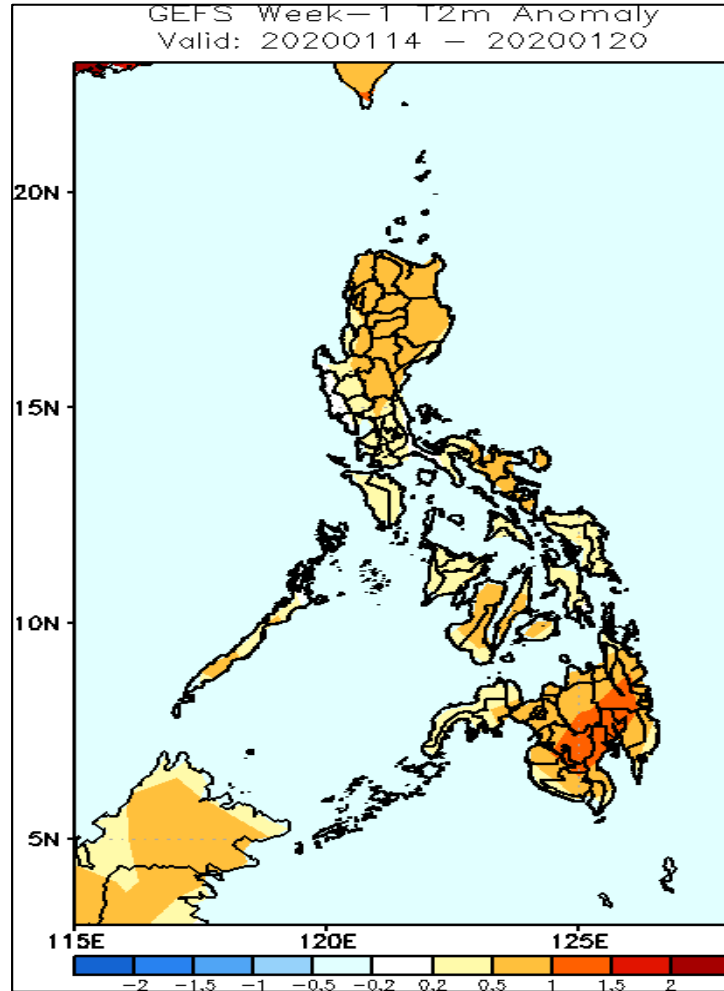 GEFS Week-1 T2m Anomaly
Valid: 20200114 - 20200120
20N
15N
10N
5N
115E 120E 125E
-2 -1.5 -1 -0.5 -0.2 0.2 0.5 1 1.5 2